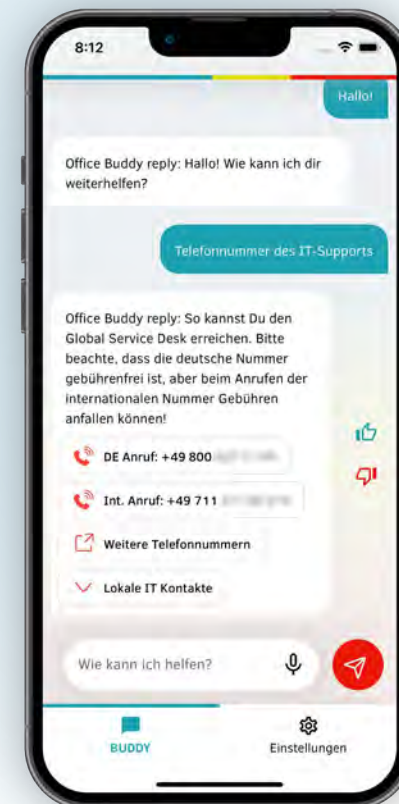 8:12
Hallo!
Office Buddy reply: Hallo! Wie kann ich dir
weiterhelfen?
Telefonnummer des IT-Supports
Office Buddy reply: So kannst Du den
Global Service Desk erreichen. Bitte
beachte, dass die deutsche Nummer
gebührenfrei ist, aber beim Anrufen der
internationalen Nummer Gebühren
anfallen können!
DE Anruf: +49 800
Int. Anruf: +49 711
Weitere Telefonnummern
Lokale IT Kontakte
Wie kann ich helfen?
BUDDY
Einstellungen